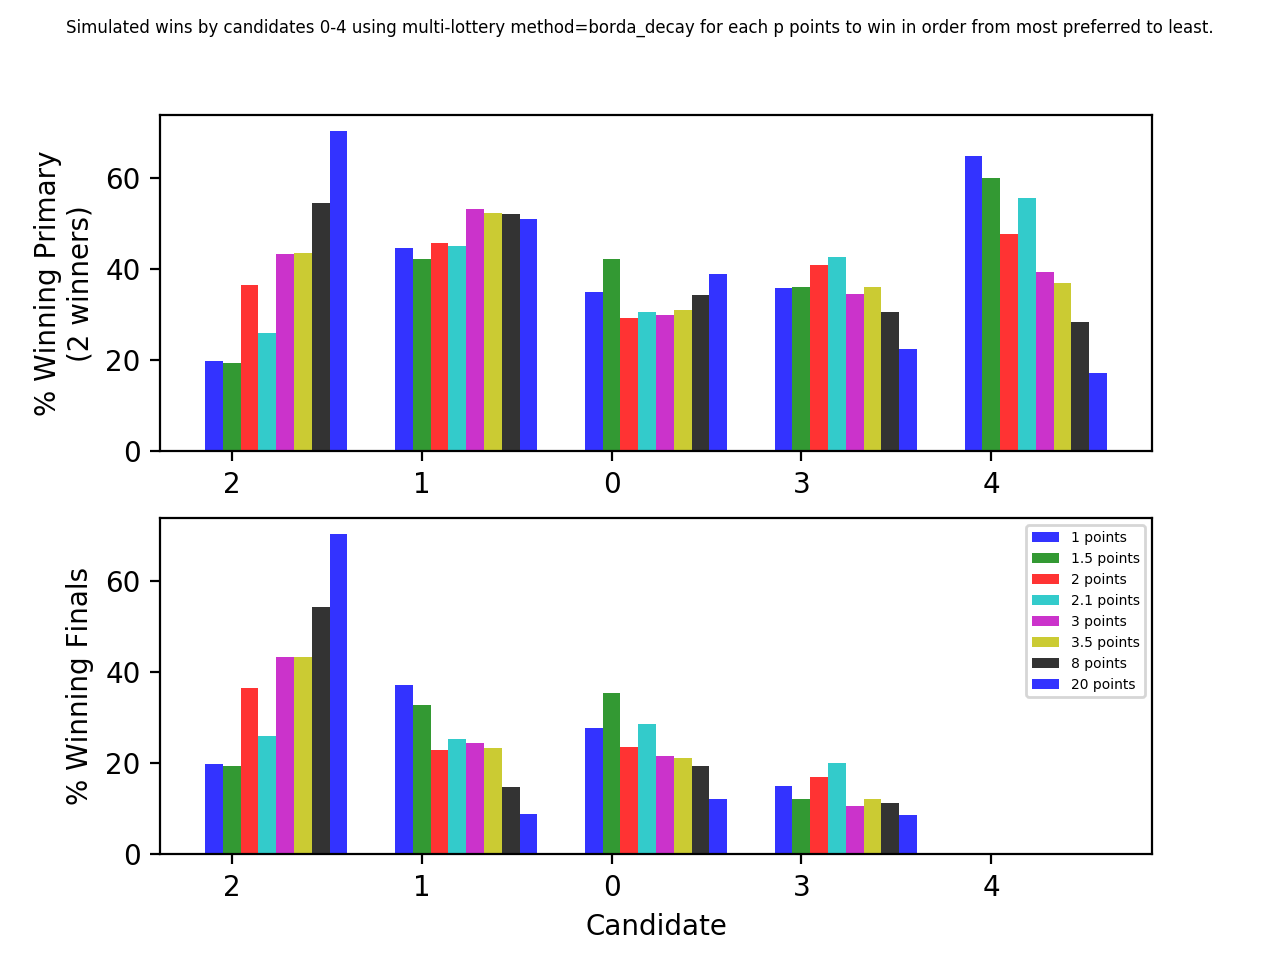 Simulated wins by candidates 0-4 using multi-lottery method=borda_decay for each p points to win in order from most preferred to least.
% Winning Primary
(2 winners)
60
40
20
0
2 1 0 3 4
% Winning Finals
60
40
20
0
1 points
1.5 points
2 points
2.1 points
3 points
3.5 points
8 points
20 points
2 1 0 3 4
Candidate